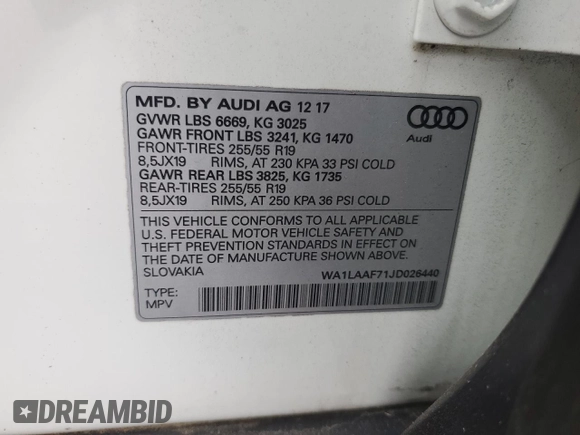 MFD. BY AUDI AG 12 17
GVWR LBS 6669, KG 3025
GAWR FRONT LBS 3241, KG 1470
FRONT-TIRES 255/55 R19
8,5JX19 RIMS, AT 230 KPA 33 PSI COLD
GAWR REAR LBS 3825, KG 1735
REAR-TIRES 255/55 R19
8,5JX19 RIMS, AT 250 KPA 36 PSI COLD
Audi
THIS VEHICLE CONFORMS TO ALL APPLICABLE
U.S. FEDERAL MOTOR VEHICLE SAFETY AND
THEFT PREVENTION STANDARDS IN EFFECT ON
THE DATE OF MANUFACTURE SHOWN ABOVE.
SLOVAKIA WA1LAAF71JD026440
TYPE:
MPV
DREAMBID